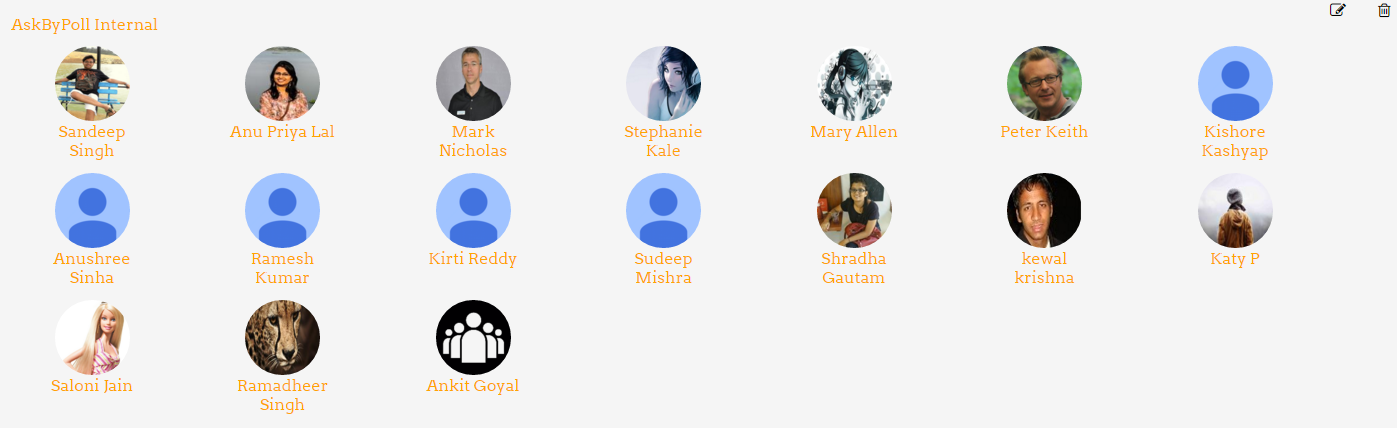 AskByPoll Internal
Sandeep
Singh
Anu Priya Lal
Mark
Nicholas
Stephanie
Kale
Mary Allen
Peter Keith
Kishore
Kashyap
Anushree
Sinha
Ramesh
Kumar
Kirti Reddy
Sudeep
Mishra
Shradha
Gautam
kewal
krishna
Katy P
Saloni Jain
Ramadheer
Singh
Ankit Goyal